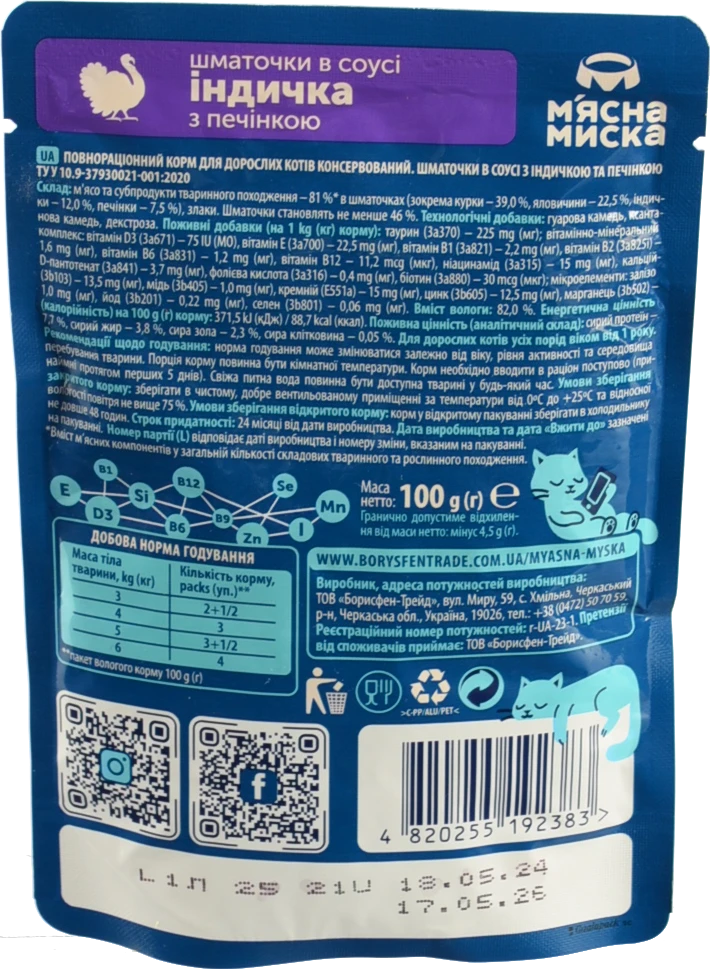 шматочки в соусі
індичка
з печінкою
М'ЯСНА
МИСКА
UA ПОВНОРАЦІОННИЙ КОРМ ДЛЯ ДОРОСЛИХ КОТІВ КОНСЕРВОВАНИЙ. ШМАТОЧКИ В СОУСІ З ІНДИЧКОЮ ТА ПЕЧІНКОЮ
ТУ У 10.9-37930021-001:2020
Склад: м'ясо та субпродукти тваринного походження – 81 %* в шматочках (зокрема курки – 39,0 %, яловичини – 22,5 %, індич-
ки – 12,0 %, печінки – 7,5 %), злаки. Шматочки становлять не менше 46 %. Технологічні добавки: гуарова камедь, ксанта-
нова камедь, декстроза. Поживні добавки (на 1 kg (кг) корму): таурин (3a370) – 225 mg (мг); вітамінно-мінеральний
комплекс: вітамін D3 (3a671) – 75 IU (МО), вітамін E (3a700) – 22,5 mg (мг), вітамін B1 (3a821) – 2,2 mg (мг), вітамін B2 (3a825i) –
1,6 mg (мг), вітамін B6 (3a831) – 1,2 mg (мг), вітамін B12 – 11,2 mcg (мкг), ніацинамід (3a315) – 15 mg (мг), кальцій-
D-пантотенат (3a841) – 3,7 mg (мг), фолієва кислота (3a316) – 0,4 mg (мг), біотин (3a880) – 30 mcg (мкг); мікроелементи: залізо
(3b103) – 13,5 mg (мг), мідь (3b405) – 1,0 mg (мг), кремній (E551a) – 15 mg (мг), цинк (3b605) – 12,5 mg (мг), марганець (3b502) –
1,0 mg (мг), йод (3b201) – 0,22 mg (мг), селен (3b801) – 0,06 mg (мг). Вміст вологи: 82,0 %. Енергетична цінність
(калорійність) на 100 g (г) корму: 371,5 kJ (кДж) / 88,7 kcal (ккал). Поживна цінність (аналітичний склад): сирий протеїн –
7,7 %, сирий жир – 3,8 %, сира зола – 2,3 %, сира клітковина – 0,05 %. Для дорослих котів усіх порід віком від 1 року.
Рекомендації щодо годування: норма годування може змінюватися залежно від віку, рівня активності та середовища
перебування тварини. Порція корму повинна бути кімнатної температури. Корм необхідно вводити в раціон поступово (при-
наймні протягом перших 5 днів). Свіжа питна вода повинна бути доступна тварині у будь-який час. Умови зберігання
закритого корму: зберігати в чистому, добре вентильованому приміщенні за температури від 0ºC до +25ºC та відносної
вологості повітря не вище 75 %. Умови зберігання відкритого корму: корм у відкритому пакуванні зберігати в холодильнику
не довше 48 годин. Строк придатності: 24 місяці від дати виробництва. Дата виробництва та дата «Вжити до» зазначені
на пакуванні. Номер партії (L) відповідає даті виробництва і номеру зміни, вказаним на пакуванні.
*Вміст м'ясних компонентів у загальній кількості складових тваринного та рослинного походження.
E B1 D3 Si B12 B6 B9 Zn Se I Mn
Маса
нетто: 100 g (г) ℮
Гранично допустиме відхилен-
ня від маси нетто: мінус 4,5 g (г).
ДОБОВА НОРМА ГОДУВАННЯ
Маса тіла тварини, kg (кг) Кількість корму, packs (уп.)**
3 2+1/2
4 3
5 3+1/2
6 4
**пакет вологого корму 100 g (г)
WWW.BORYSFENTRADE.COM.UA/MYASNA-MYSKA
Виробник, адреса потужностей виробництва:
ТОВ «Борисфен-Трейд», вул. Миру, 59, с. Хмільна, Черкаський
р-н, Черкаська обл., Україна, 19026, тел.: +38 (0472) 50 70 59.
Реєстраційний номер потужностей: r-UA-23-1. Претензії
від споживачів приймає: ТОВ «Борисфен-Трейд».
>C-PP/ALU/PET<
4 820255 192383 >
L1П 25 21U 18.05.24
17.05.26